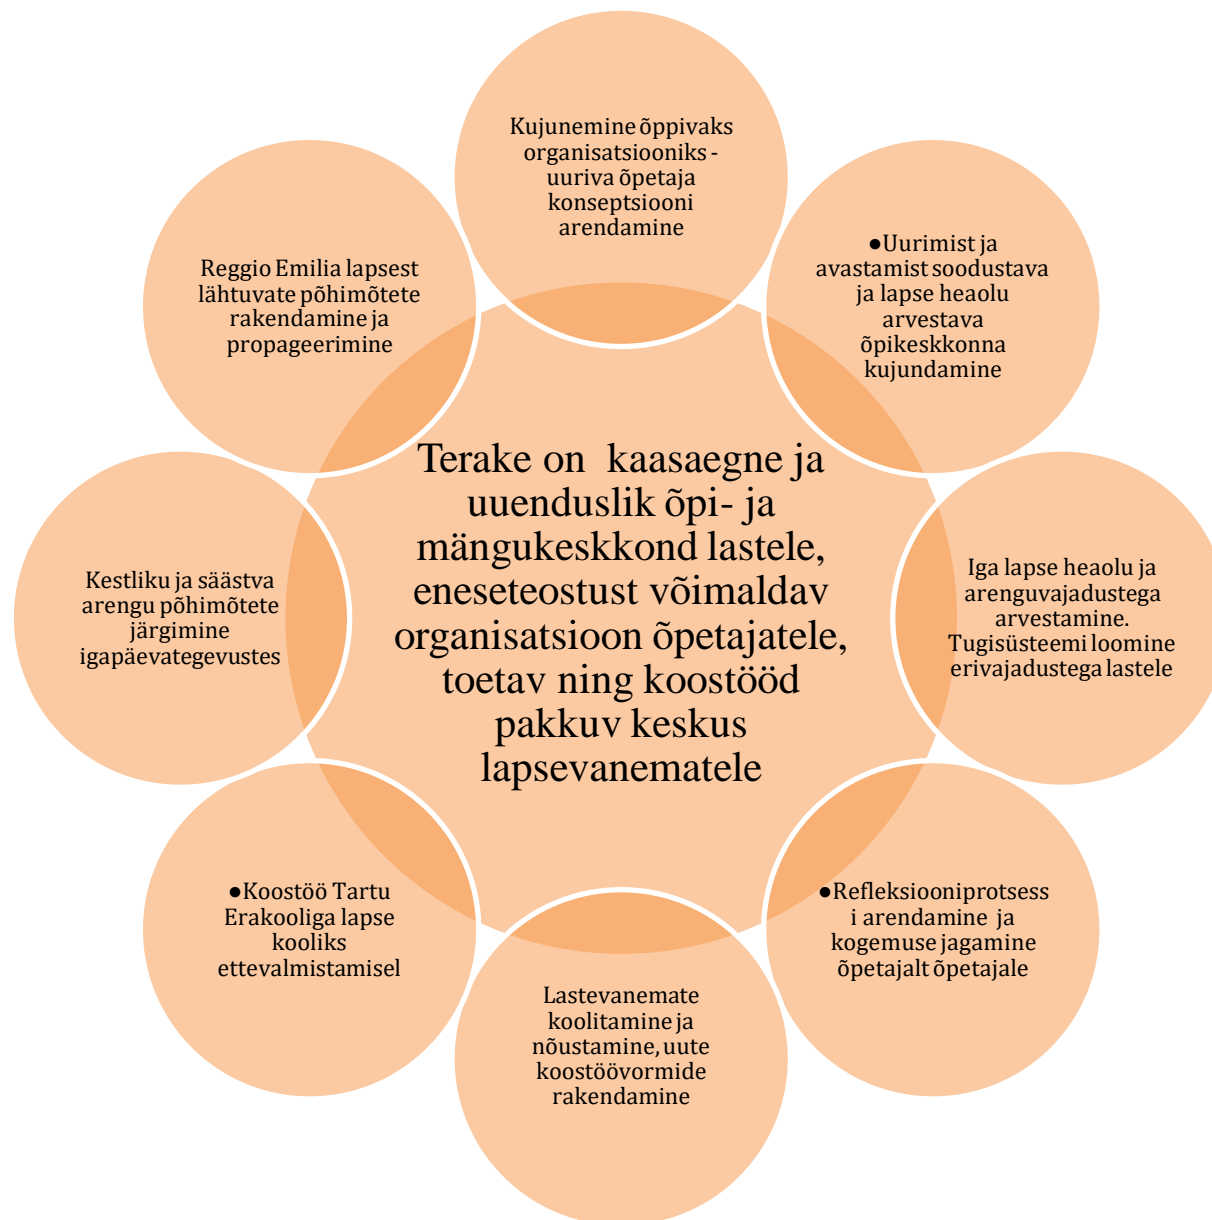 Kujunemine õppivaks
organisatsiooniks -
uuriva õpetaja
konseptsiooni
arendamine
●Uurimist ja
avastamist soodustava
ja lapse heaolu
arvestava
õpikeskkonna
kujundamine
Reggio Emilia lapsest
lähtuvate põhimõtete
rakendamine ja
propageerimine
Terake on kaasaegne ja
uuenduslik õpi- ja
mängukeskkond lastele,
eneseteostust võimaldav
organisatsioon õpetajatele,
toetav ning koostööd
pakkuv keskus
lapsevanematele
Iga lapse heaolu ja
arenguvajadustega
arvestamine.
Tugisüsteemi loomine
erivajadustega lastele
Kestliku ja säästva
arengu põhimõtete
järgimine
igapäevategevustes
●Refleksiooniprotsess
i arendamine ja
kogemuse jagamine
õpetajalt õpetajale
●Koostöö Tartu
Erakooliga lapse
kooliks
ettevalmistamisel
Lastevanemate
koolitamine ja
nõustamine, uute
koostöövormide
rakendamine